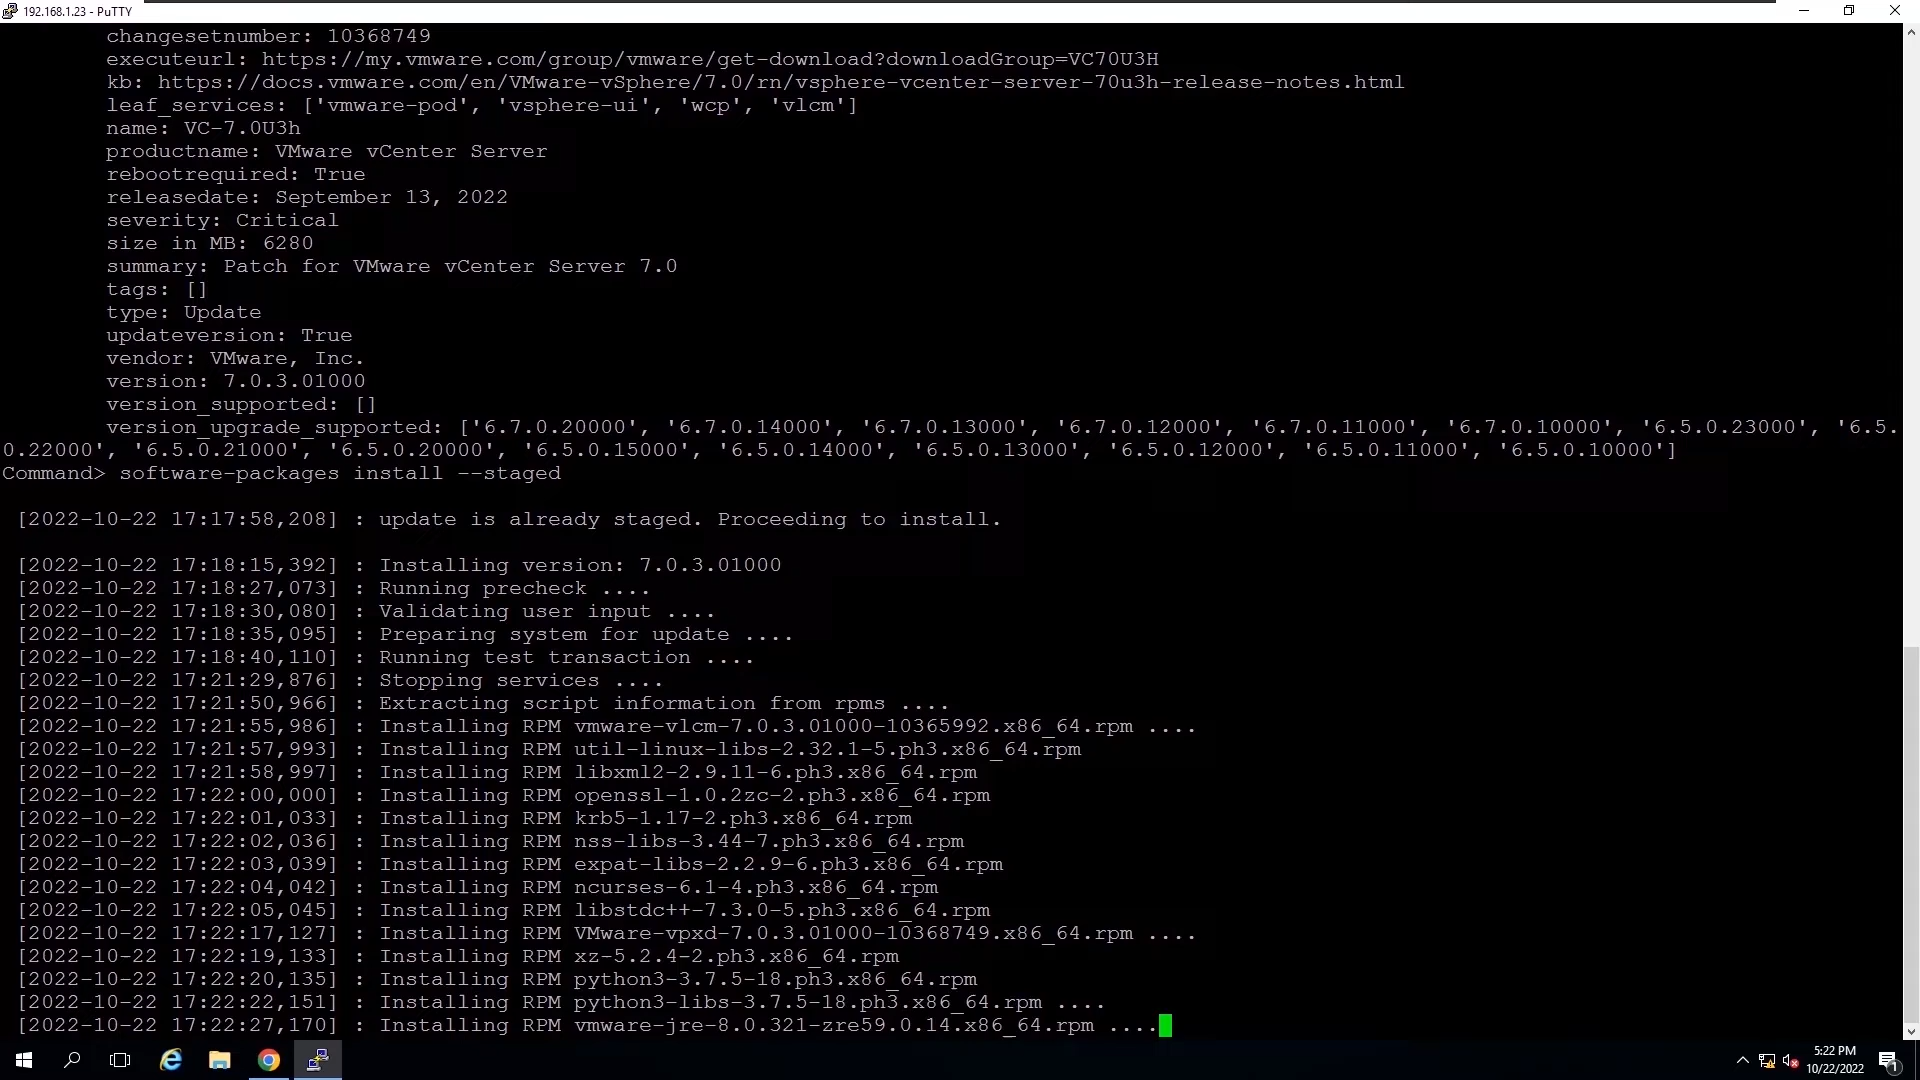 192.168.1.23 - PuTTY
changesetnumber: 10368749
executeurl: https://my.vmware.com/group/vmware/get-download?downloadGroup=VC70U3H
kb: https://docs.vmware.com/en/VMware-vSphere/7.0/rn/vsphere-vcenter-server-70u3h-release-notes.html
leaf_services: ['vmware-pod', 'vsphere-ui', 'wcp', 'vlcm']
name: VC-7.0U3h
productname: VMware vCenter Server
rebootrequired: True
releasedate: September 13, 2022
severity: Critical
size in MB: 6280
summary: Patch for VMware vCenter Server 7.0
tags: []
type: Update
updateversion: True
vendor: VMware, Inc.
version: 7.0.3.01000
version_supported: []
version_upgrade_supported: ['6.7.0.20000', '6.7.0.14000', '6.7.0.13000', '6.7.0.12000', '6.7.0.11000', '6.7.0.10000', '6.5.0.23000', '6.5.
0.22000', '6.5.0.21000', '6.5.0.20000', '6.5.0.15000', '6.5.0.14000', '6.5.0.13000', '6.5.0.12000', '6.5.0.11000', '6.5.0.10000']
Command> software-packages install --staged
[2022-10-22 17:17:58,208] : update is already staged. Proceeding to install.
[2022-10-22 17:18:15,392] : Installing version: 7.0.3.01000
[2022-10-22 17:18:27,073] : Running precheck ....
[2022-10-22 17:18:30,080] : Validating user input ....
[2022-10-22 17:18:35,095] : Preparing system for update ....
[2022-10-22 17:18:40,110] : Running test transaction ....
[2022-10-22 17:21:29,876] : Stopping services ....
[2022-10-22 17:21:50,966] : Extracting script information from rpms ....
[2022-10-22 17:21:55,986] : Installing RPM vmware-vlcm-7.0.3.01000-10365992.x86_64.rpm ....
[2022-10-22 17:21:57,993] : Installing RPM util-linux-libs-2.32.1-5.ph3.x86_64.rpm
[2022-10-22 17:21:58,997] : Installing RPM libxml2-2.9.11-6.ph3.x86_64.rpm
[2022-10-22 17:22:00,000] : Installing RPM openssl-1.0.2zc-2.ph3.x86_64.rpm
[2022-10-22 17:22:01,033] : Installing RPM krb5-1.17-2.ph3.x86_64.rpm
[2022-10-22 17:22:02,036] : Installing RPM nss-libs-3.44-7.ph3.x86_64.rpm
[2022-10-22 17:22:03,039] : Installing RPM expat-libs-2.2.9-6.ph3.x86_64.rpm
[2022-10-22 17:22:04,042] : Installing RPM ncurses-6.1-4.ph3.x86_64.rpm
[2022-10-22 17:22:05,045] : Installing RPM libstdc++-7.3.0-5.ph3.x86_64.rpm
[2022-10-22 17:22:17,127] : Installing RPM VMware-vpxd-7.0.3.01000-10368749.x86_64.rpm ....
[2022-10-22 17:22:19,133] : Installing RPM xz-5.2.4-2.ph3.x86_64.rpm
[2022-10-22 17:22:20,135] : Installing RPM python3-3.7.5-18.ph3.x86_64.rpm
[2022-10-22 17:22:22,151] : Installing RPM python3-libs-3.7.5-18.ph3.x86_64.rpm ....
[2022-10-22 17:22:27,170] : Installing RPM vmware-jre-8.0.321-zre59.0.14.x86_64.rpm ....
5:22 PM
10/22/2022
1